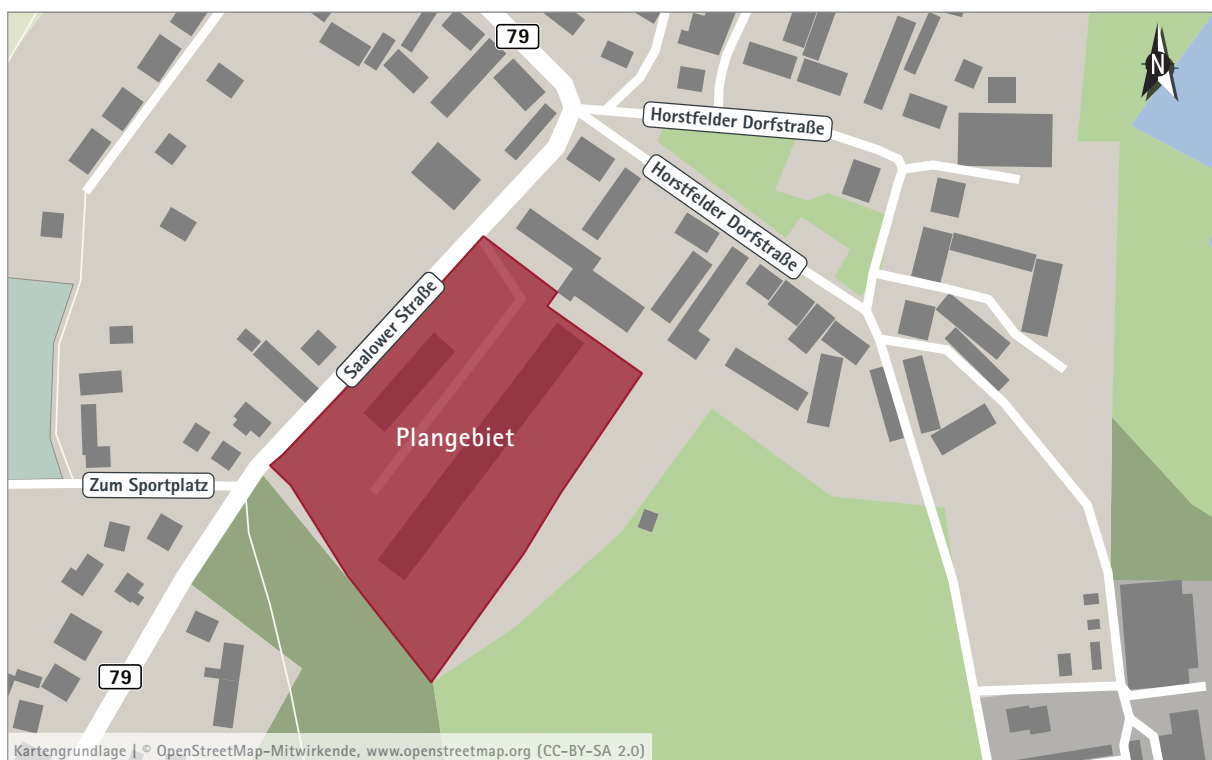 79
N
Horstfelder Dorfstraße
Horstfelder Dorfstraße
Saalower Straße
Plangebiet
Zum Sportplatz
79
Kartengrundlage | © OpenStreetMap-Mitwirkende, www.openstreetmap.org (CC-BY-SA 2.0)